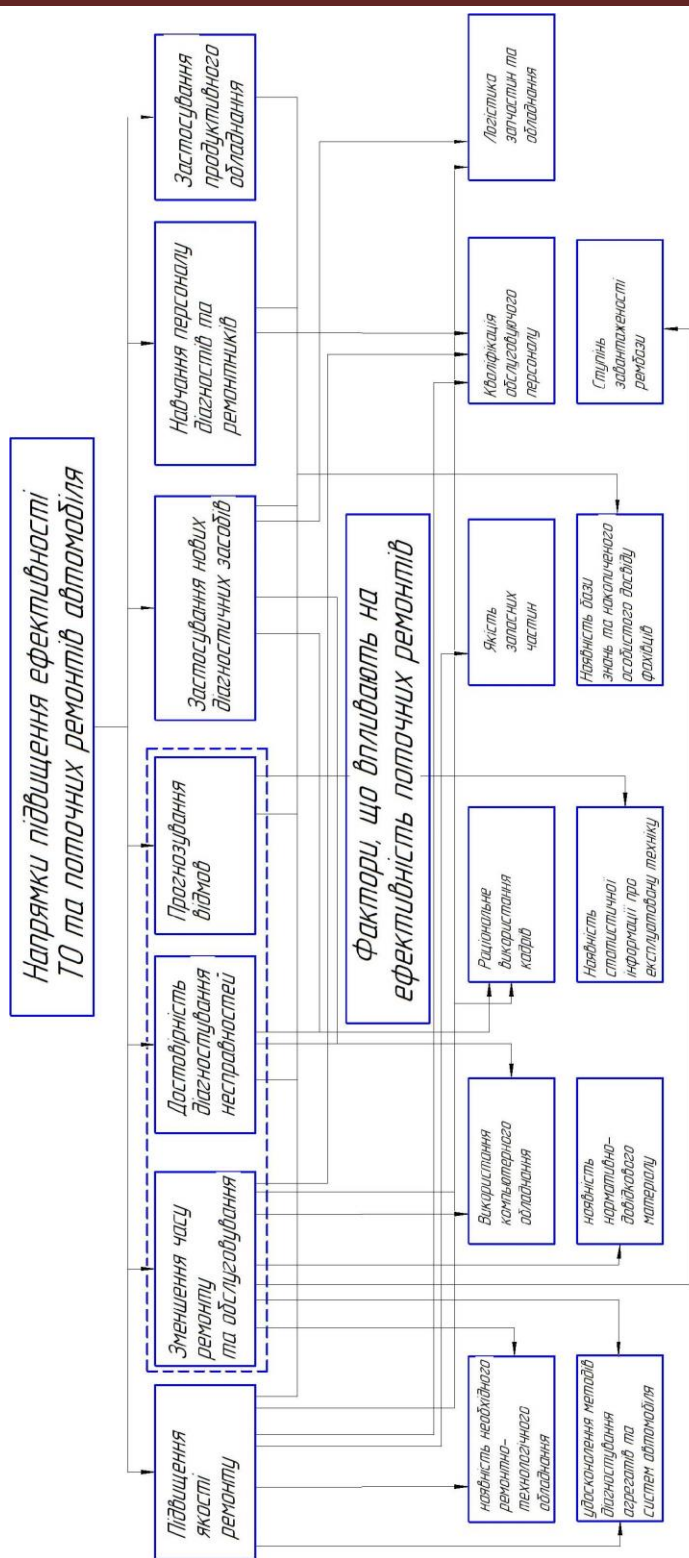 Напрямки підвищення ефективності
ТО та поточних ремонтів автомобіля
Підвищення
якості
ремонту
Зменшення часу
ремонту
та обслуговування
Достовірність
діагностування
несправностей
Прогнозування
відмов
Застосування нових
діагностичних засобів
Навчання персоналу
діагностів та
ремонтників
Застосування
продуктивного
обладнання
Фактори, що впливають на
ефективність поточних ремонтів
наявність необхідного
ремонтно-
технологічного
обладнання
Використання
компьютерного
обладнання
Раціональне
використання
кадрів
Якість
запасних
частин
Кваліфікація
обслуговуючого
персоналу
Логістика
запчастин та
обладнання
удосконалення методів
діагностування
агрегатів та
систем автомобіля
наявність
нормативно-
довідкового
матеріалу
Наявність
статистичної
інформації про
експлуатовану техніку
Наявність бази
знань та накопиченого
особистого досвіду
фахівців
Ступінь
завантаженості
рембази